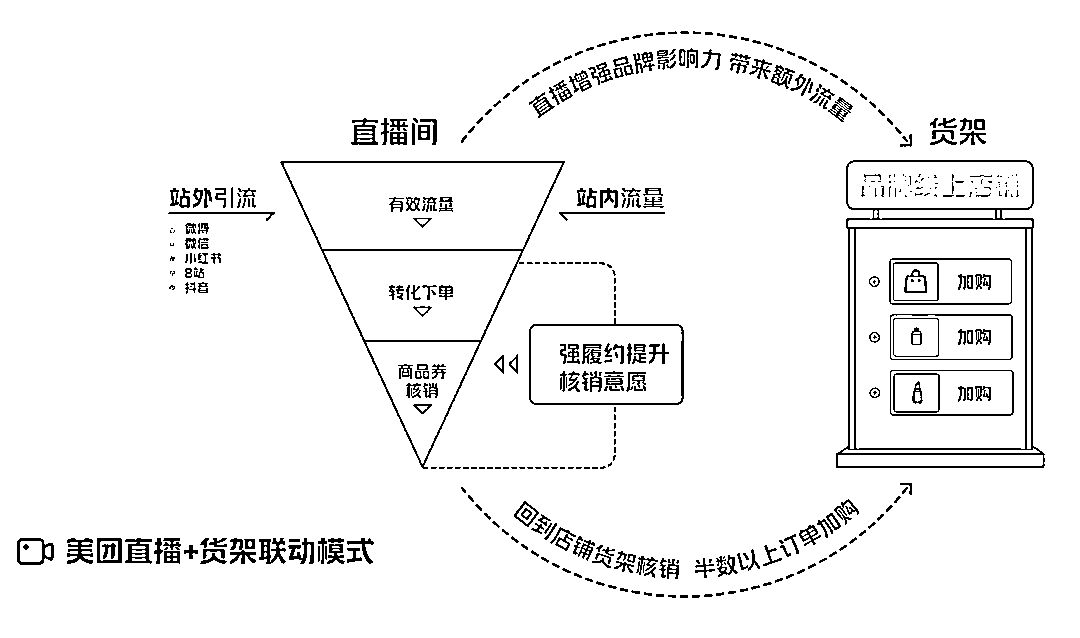 直播增强品牌影响力 带来额外流量
直播间
货架
站外引流
微博
微信
小红书
B站
抖音
有效流量
转化下单
商品券
核销
站内流量
强履约提升
核销意愿
品牌线上店铺
加购
加购
加购
回到店铺货架核销 半数以上订单加购
美团直播+货架联动模式